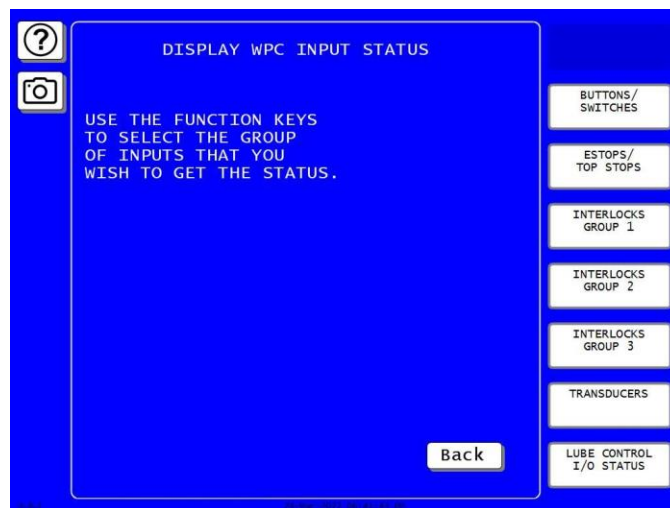 ?
DISPLAY WPC INPUT STATUS
USE THE FUNCTION KEYS
TO SELECT THE GROUP
OF INPUTS THAT YOU
WISH TO GET THE STATUS.
BUTTONS/
SWITCHES
ESTOPS/
TOP STOPS
INTERLOCKS
GROUP 1
INTERLOCKS
GROUP 2
INTERLOCKS
GROUP 3
TRANSDUCERS
LUBE CONTROL
I/O STATUS
Back